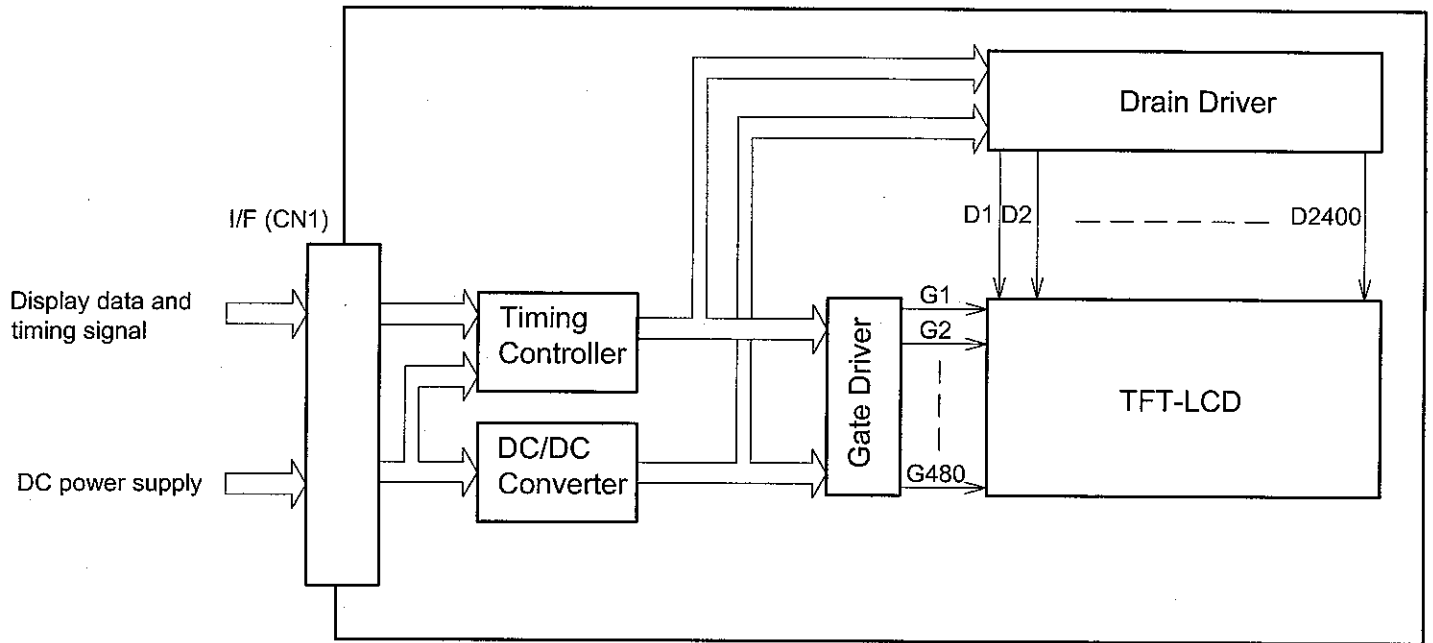 Drain Driver
I/F (CN1)
D1 D2
D2400
Display data and
timing signal
Timing
Controller
Gate Driver
G1
G2
G480
TFT-LCD
DC power supply
DC/DC
Converter